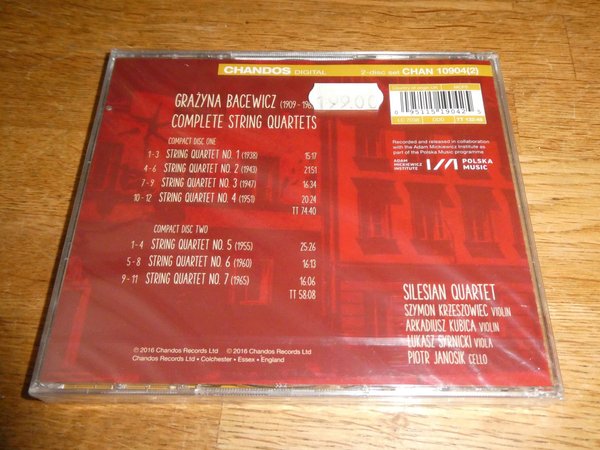 CHANDOS DIGITAL 2-disc set CHAN 10904(2)
GRAŻYNA BACEWICZ (1909 - 196
COMPLETE STRING QUARTETS
COMPACT DISC ONE
1 - 3 STRING QUARTET NO. 1 (1938) 15:17
4 - 6 STRING QUARTET NO. 2 (1943) 21:51
7 - 9 STRING QUARTET NO. 3 (1947) 16:34
10 - 12 STRING QUARTET NO. 4 (1951) 20:24
TT 74:40
COMPACT DISC TWO
1 - 4 STRING QUARTET NO. 5 (1955) 25:26
5 - 8 STRING QUARTET NO. 6 (1960) 16:13
9 - 11 STRING QUARTET NO. 7 (1965) 16:06
TT 58:08
Recorded and released in collaboration
with the Adam Mickiewicz Institute as
part of the Polska Music programme
ADAM
MICKIEWICZ
INSTITUTE
POLSKA
MUSIC
SILESIAN QUARTET
SZYMON KRZESZOWIEC VIOLIN
ARKADIUSZ KUBICA VIOLIN
ŁUKASZ SYRNICKI VIOLA
PIOTR JANOSIK CELLO
℗ 2016 Chandos Records Ltd © 2016 Chandos Records Ltd
Chandos Records Ltd • Colchester • Essex • England